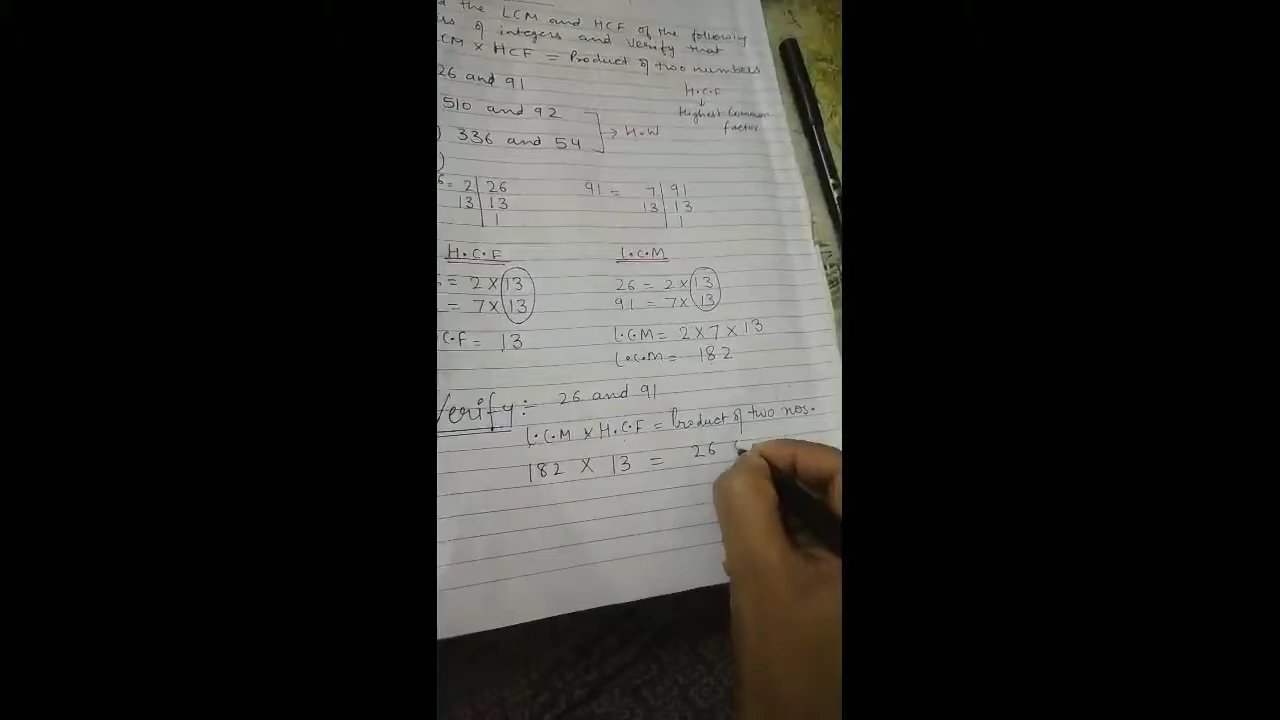 the LCM and HCF of the following
of integers and verify that
CM × HCF = Product of two numbers
26 and 91
510 and 92
) 336 and 54 → H.W
H.C.F
↓
Highest Common
factor
)
6 = 2 | 26
13 | 13
1
91 = 7 | 91
13 | 13
1
H.C.F
= 2 × 13
= 7 × 13
C.F = 13
L.C.M
26 = 2 × 13
91 = 7 × 13
L.C.M = 2 × 7 × 13
L.C.M = 182
Verify:- 26 and 91
L.C.M × H.C.F = Product of two nos.
182 × 13 = 26